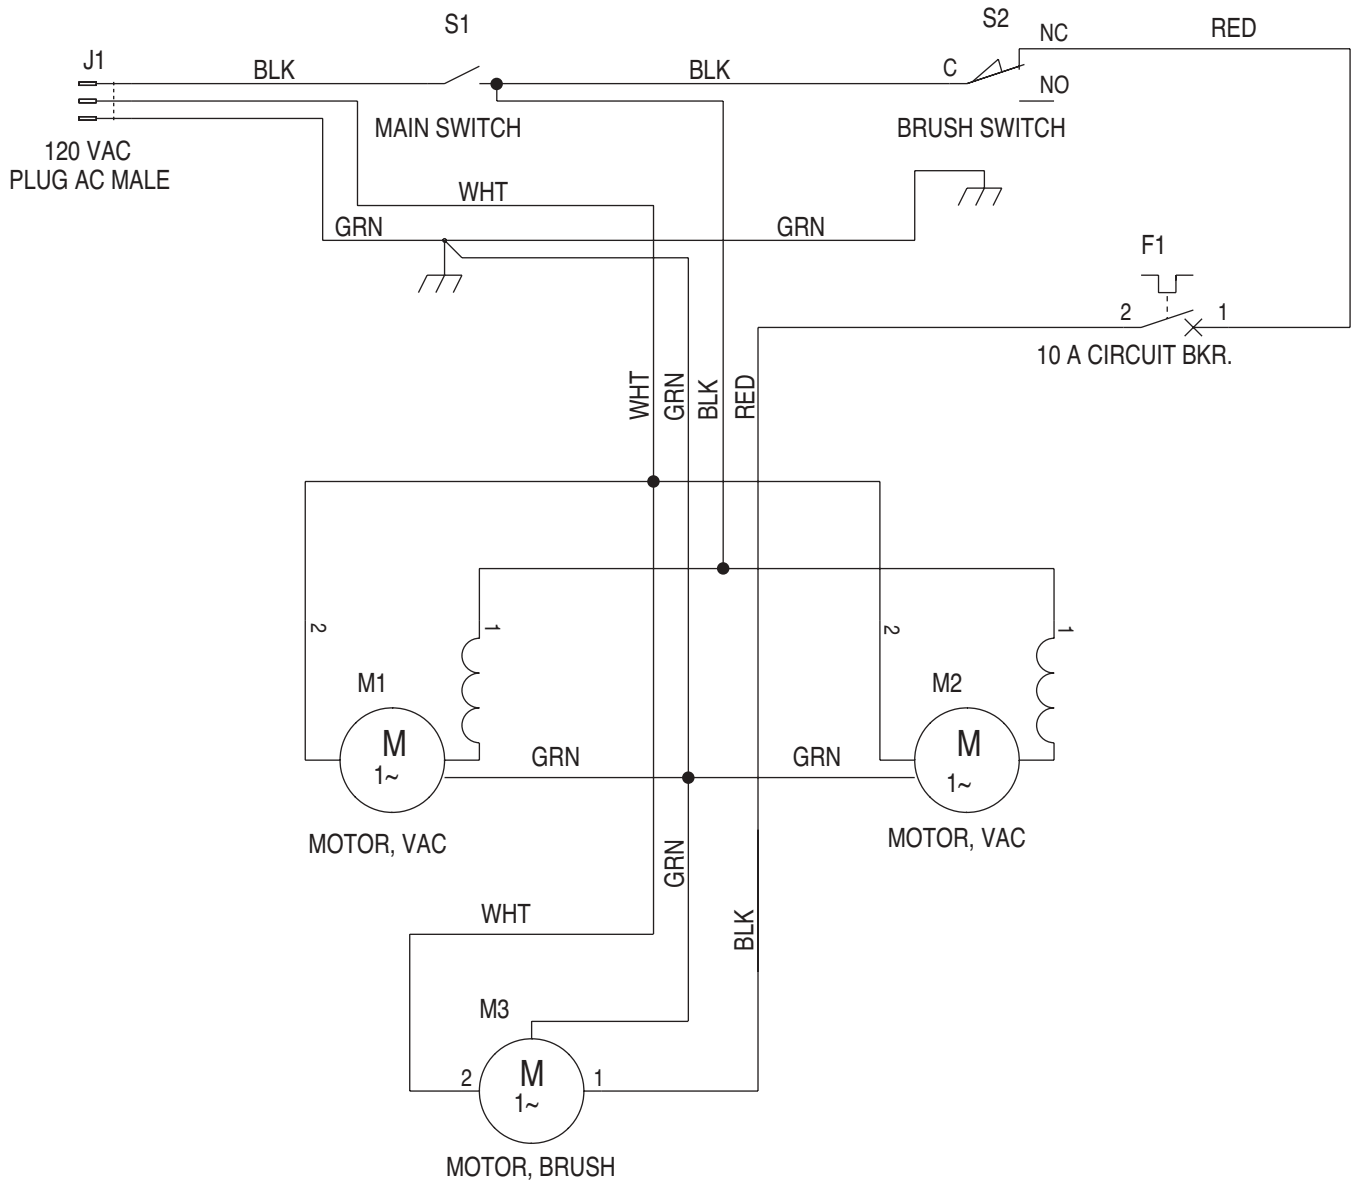 S1
S2
NC
RED
J1
BLK
BLK
C
NO
MAIN SWITCH
BRUSH SWITCH
120 VAC
PLUG AC MALE
WHT
GRN
GRN
F1
2
1
10 A CIRCUIT BKR.
WHT
GRN
BLK
RED
2
1
2
1
M1
M2
M
1~
M
1~
GRN
GRN
MOTOR, VAC
MOTOR, VAC
GRN
WHT
BLK
M3
M
1~
2
1
MOTOR, BRUSH